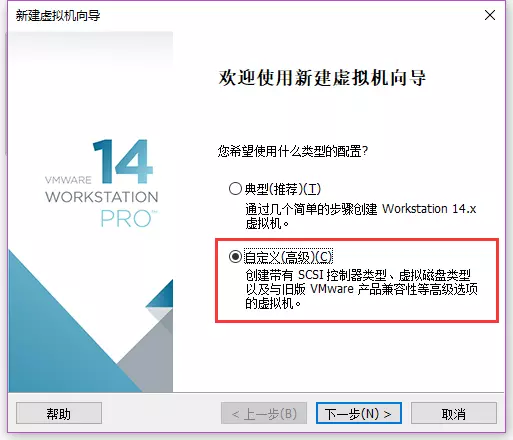 新建虚拟机向导
欢迎使用新建虚拟机向导
14
VMWARE
WORKSTATION
PRO™
您希望使用什么类型的配置?
典型(推荐)(T)
通过几个简单的步骤创建 Workstation 14.x
虚拟机。
自定义(高级)(C)
创建带有 SCSI 控制器类型、虚拟磁盘类型
以及与旧版 VMware 产品兼容性等高级选项
的虚拟机。
帮助
< 上一步(B)
下一步(N) >
取消